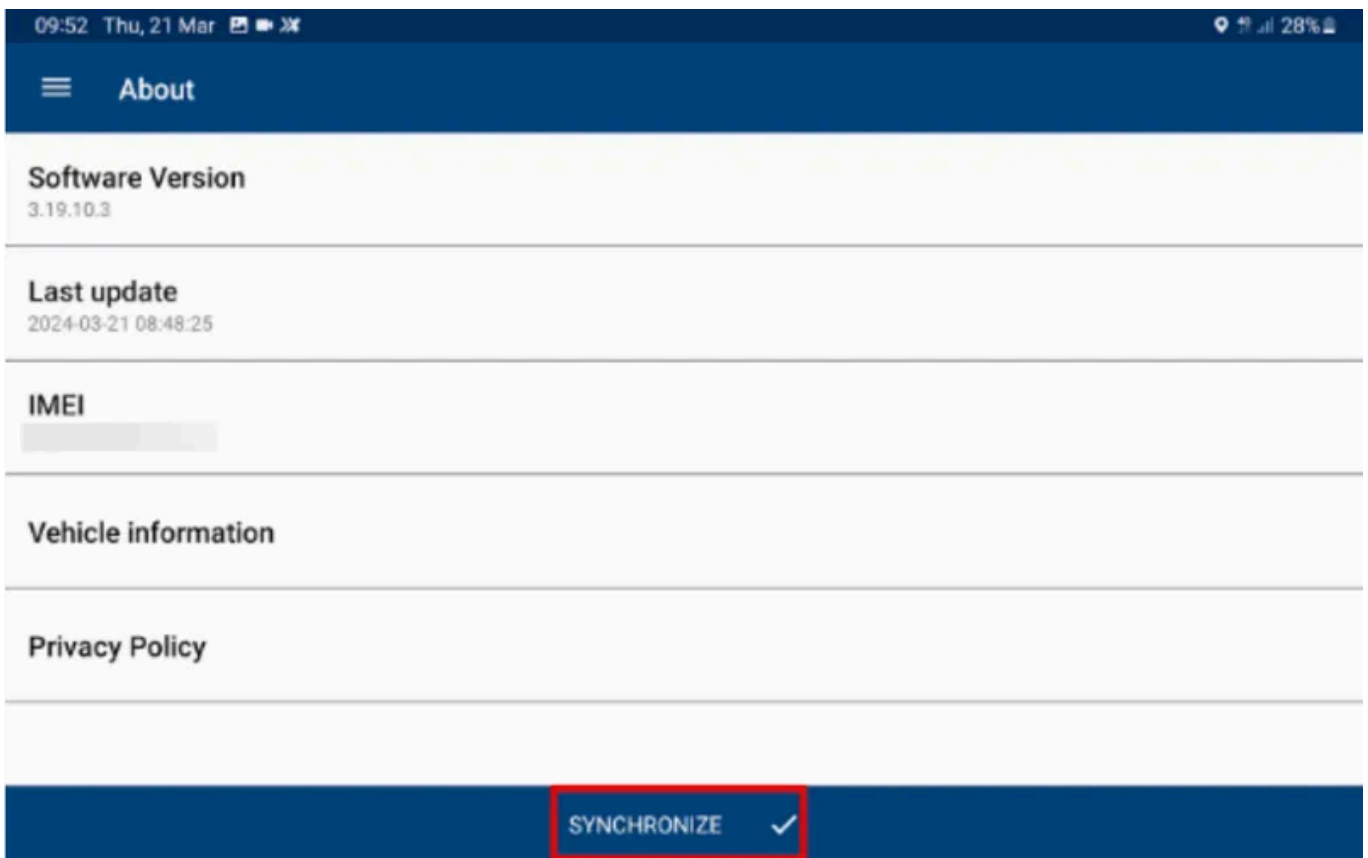 09:52 Thu, 21 Mar
28%
About
Software Version
3.19.10.3
Last update
2024-03-21 08:48:25
IMEI
Vehicle information
Privacy Policy
SYNCHRONIZE